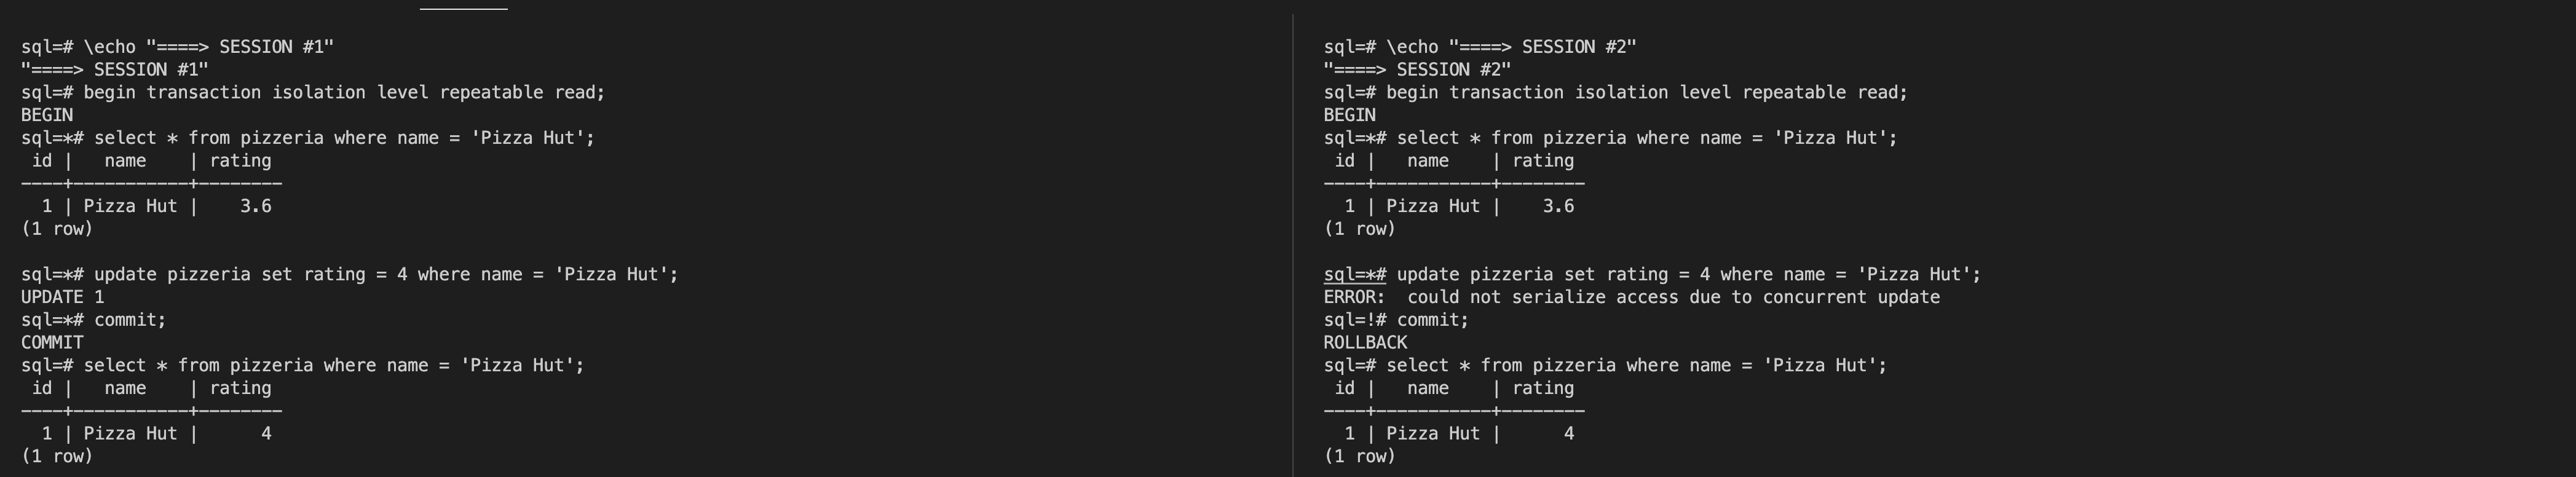 sql=# \echo "====> SESSION #1"
"====> SESSION #1"
sql=# begin transaction isolation level repeatable read;
BEGIN
sql=*# select * from pizzeria where name = 'Pizza Hut';
 id |   name    | rating
----+-----------+--------
  1 | Pizza Hut |    3.6
(1 row)

sql=*# update pizzeria set rating = 4 where name = 'Pizza Hut';
UPDATE 1
sql=*# commit;
COMMIT
sql=# select * from pizzeria where name = 'Pizza Hut';
 id |   name    | rating
----+-----------+--------
  1 | Pizza Hut |      4
(1 row)

sql=# \echo "====> SESSION #2"
"====> SESSION #2"
sql=# begin transaction isolation level repeatable read;
BEGIN
sql=*# select * from pizzeria where name = 'Pizza Hut';
 id |   name    | rating
----+-----------+--------
  1 | Pizza Hut |    3.6
(1 row)

sql=*# update pizzeria set rating = 4 where name = 'Pizza Hut';
ERROR:  could not serialize access due to concurrent update
sql=!# commit;
ROLLBACK
sql=# select * from pizzeria where name = 'Pizza Hut';
 id |   name    | rating
----+-----------+--------
  1 | Pizza Hut |      4
(1 row)